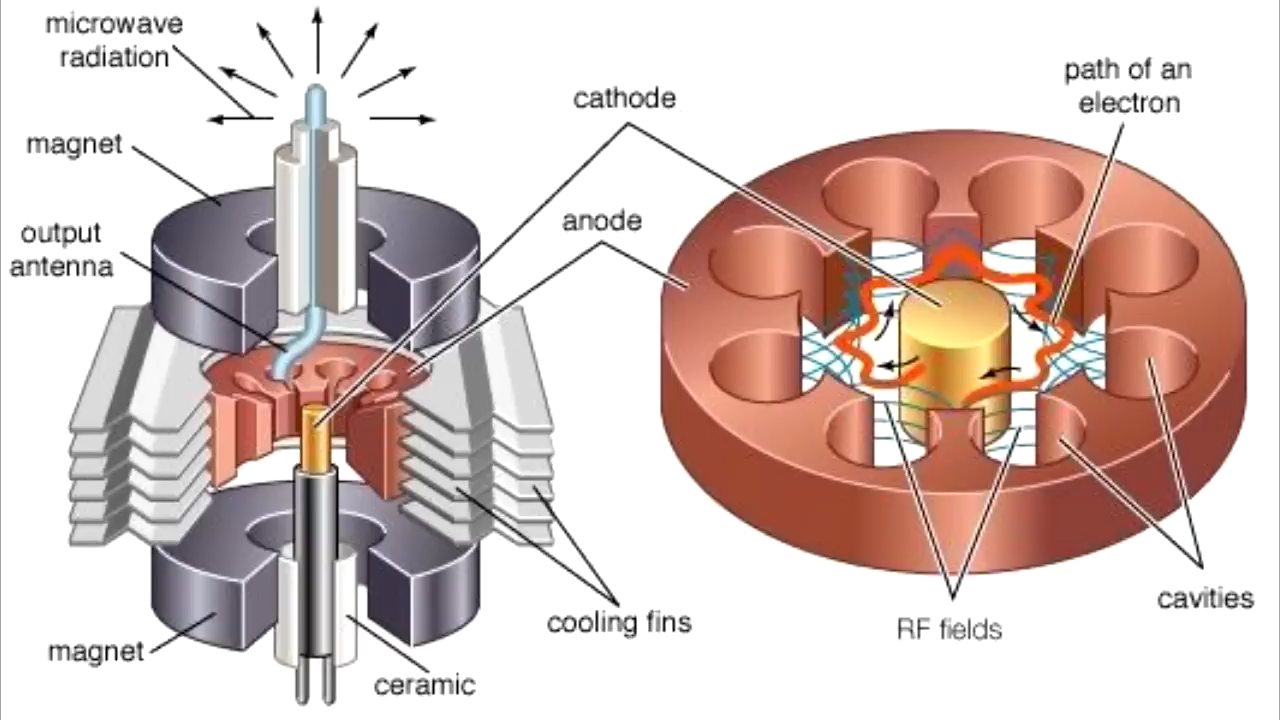 microwave
radiation
magnet
output
antenna
magnet
ceramic
cooling fins
cathode
anode
path of an
electron
RF fields
cavities